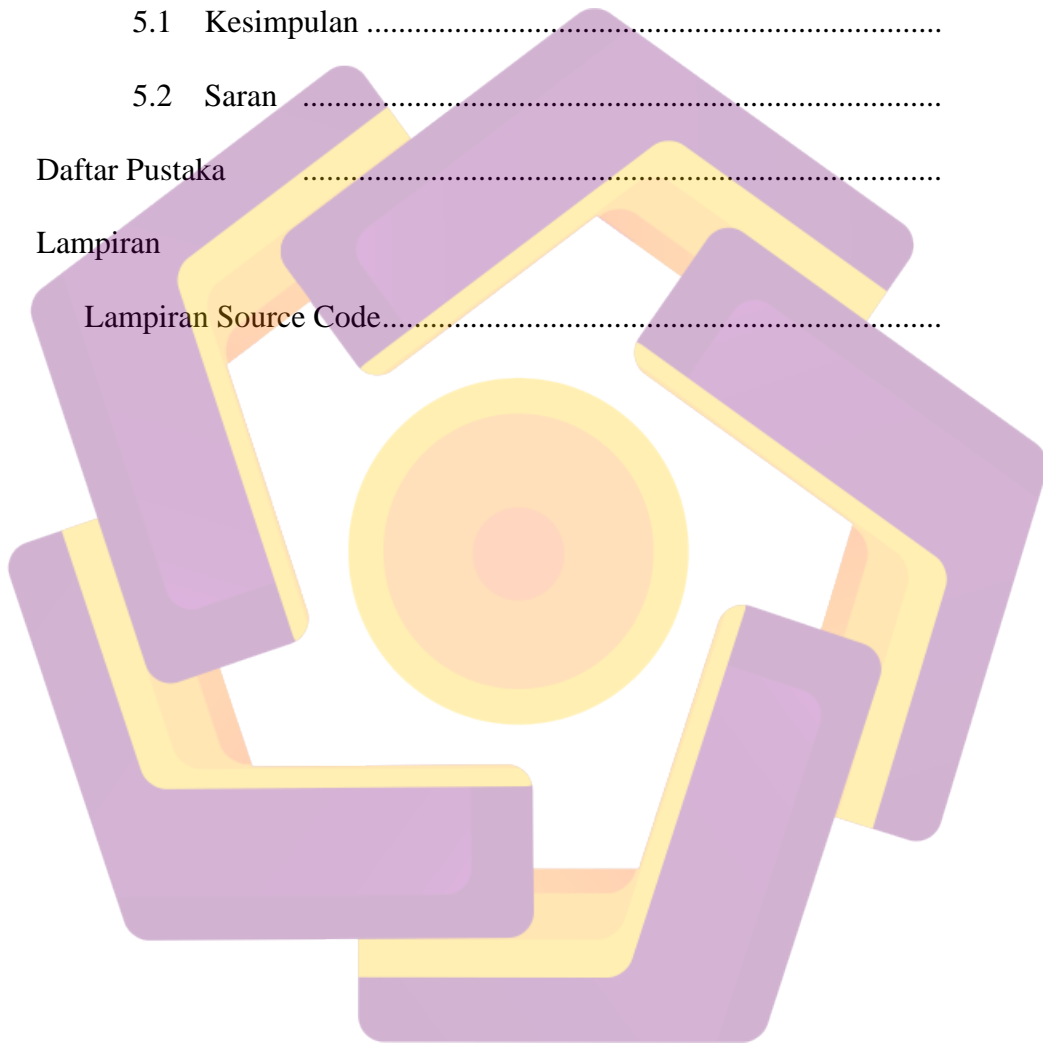 5.1 Kesimpulan ........................................................................
5.2 Saran ................................................................................
Daftar Pustaka ................................................................................
Lampiran
Lampiran Source Code......................................................................